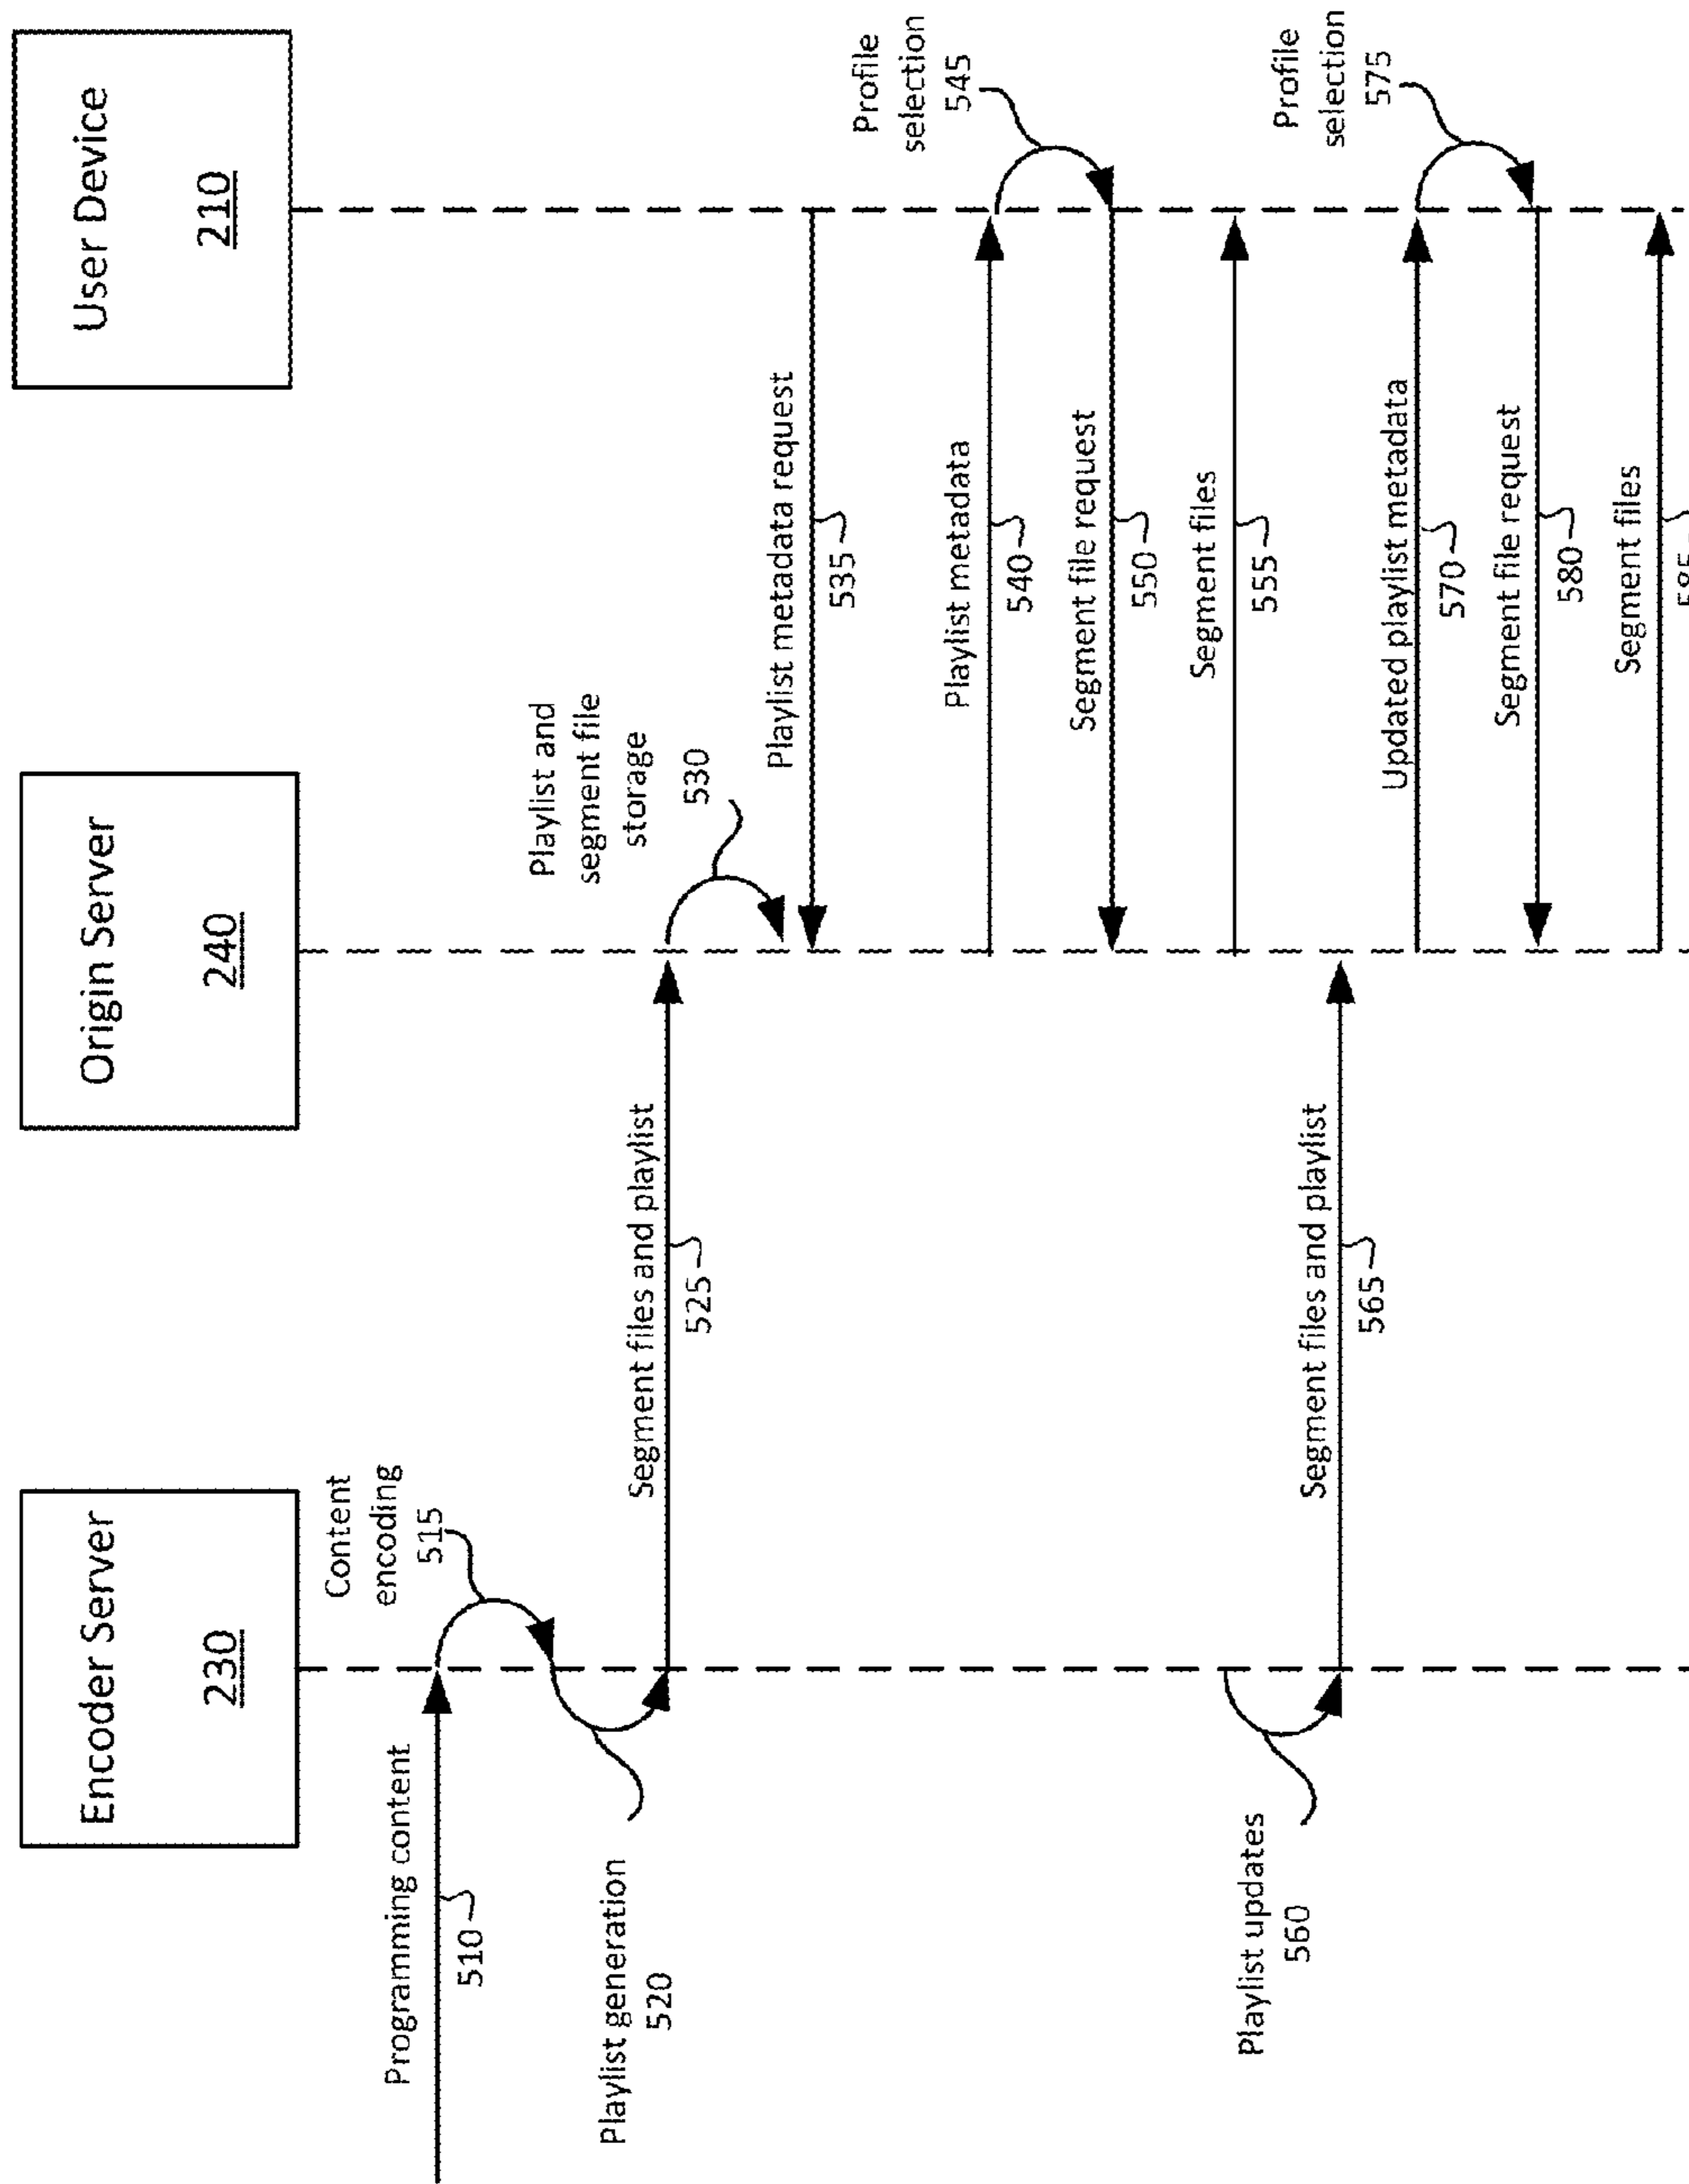 Encoder Server
230
Origin Server
240
User Device
210
Programming content
510
Content
encoding
515
Playlist generation
520
Segment files and playlist
525
Playlist and
segment file
storage
530
Playlist metadata request
535
Playlist metadata
540
Profile
selection
545
Segment file request
550
Segment files
555
Playlist updates
560
Segment files and playlist
565
Updated playlist metadata
570
Profile
selection
575
Segment file request
580
Segment files
585